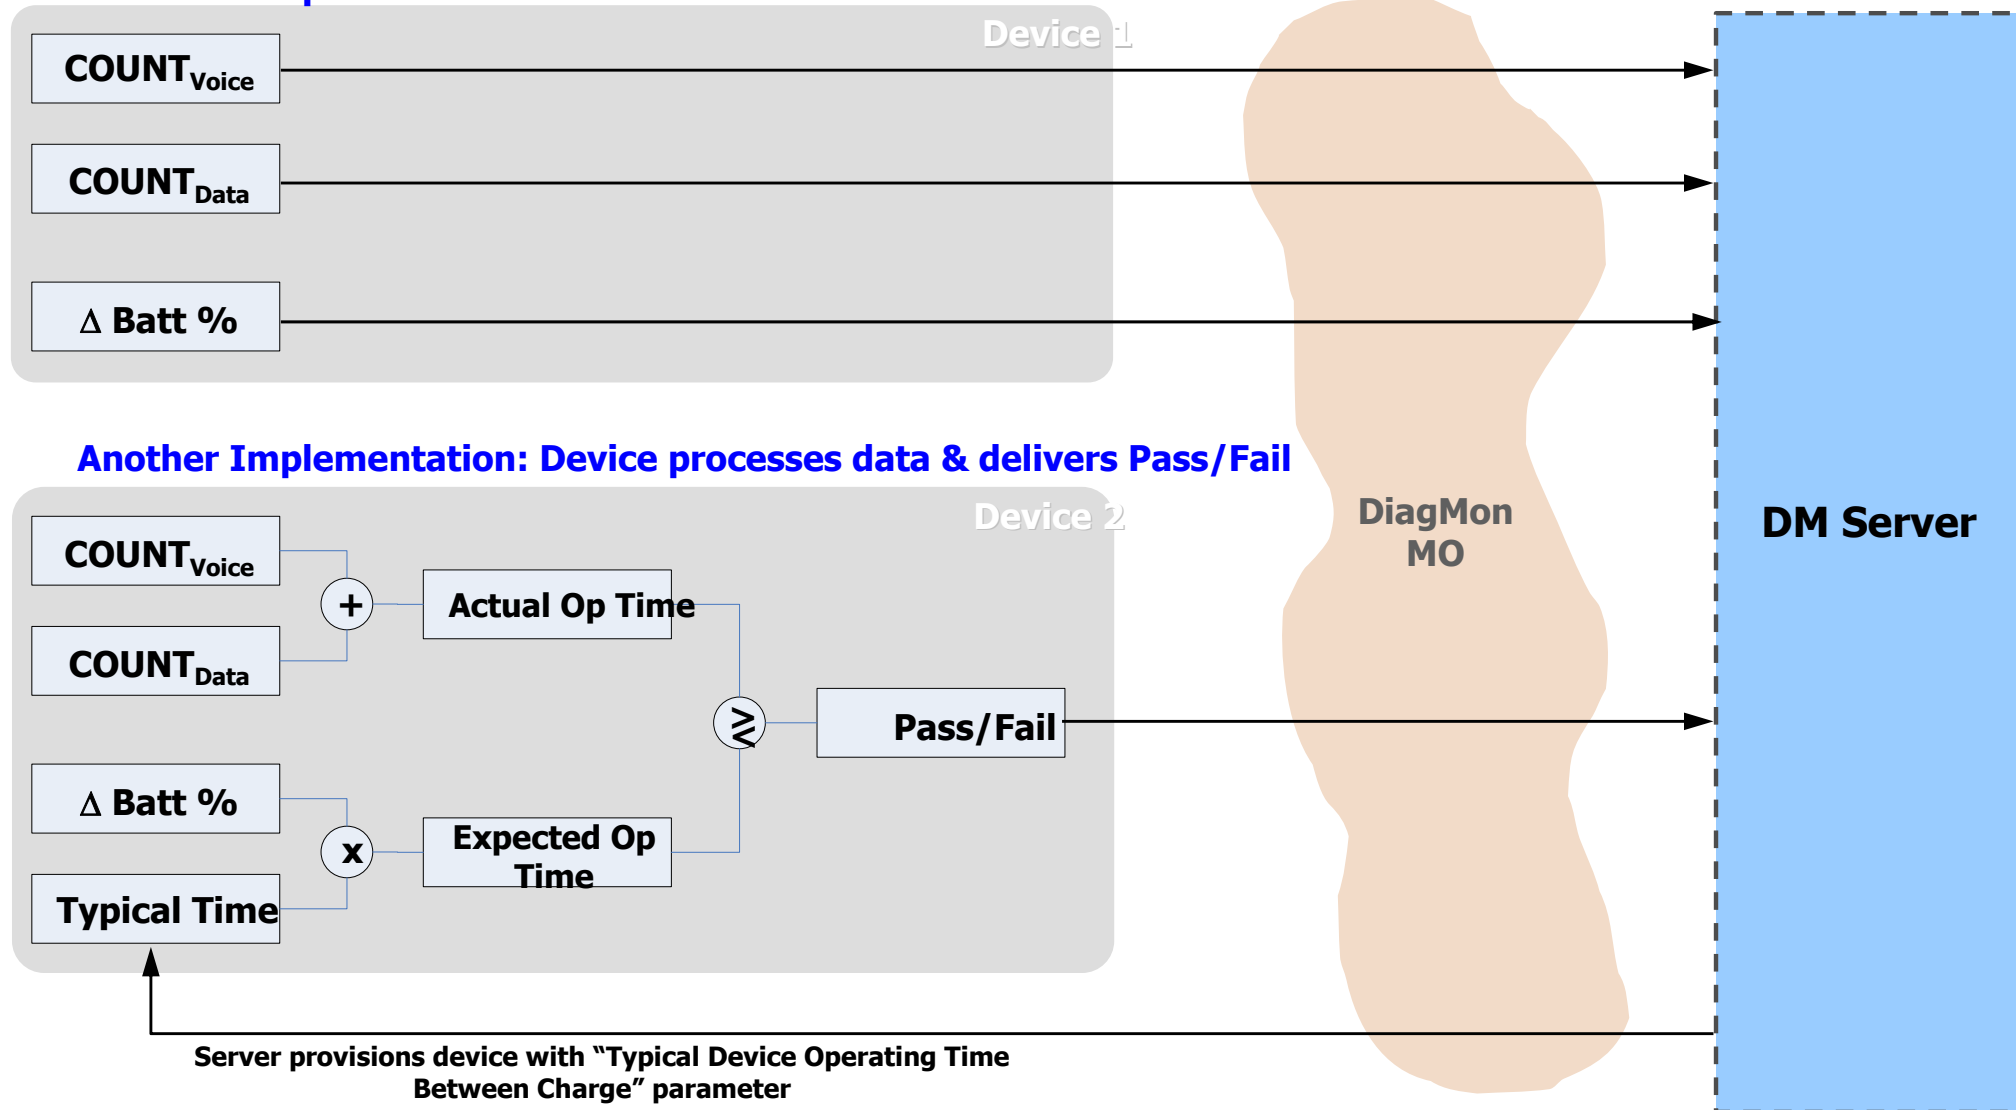 Device 1
COUNTVoice
COUNTData
Δ Batt %
Another Implementation: Device processes data & delivers Pass/Fail
Device 2
COUNTVoice
+
Actual Op Time
COUNTData
≷
Pass/Fail
Δ Batt %
x
Expected Op
Time
Typical Time
DiagMon
MO
DM Server
Server provisions device with “Typical Device Operating Time
Between Charge” parameter